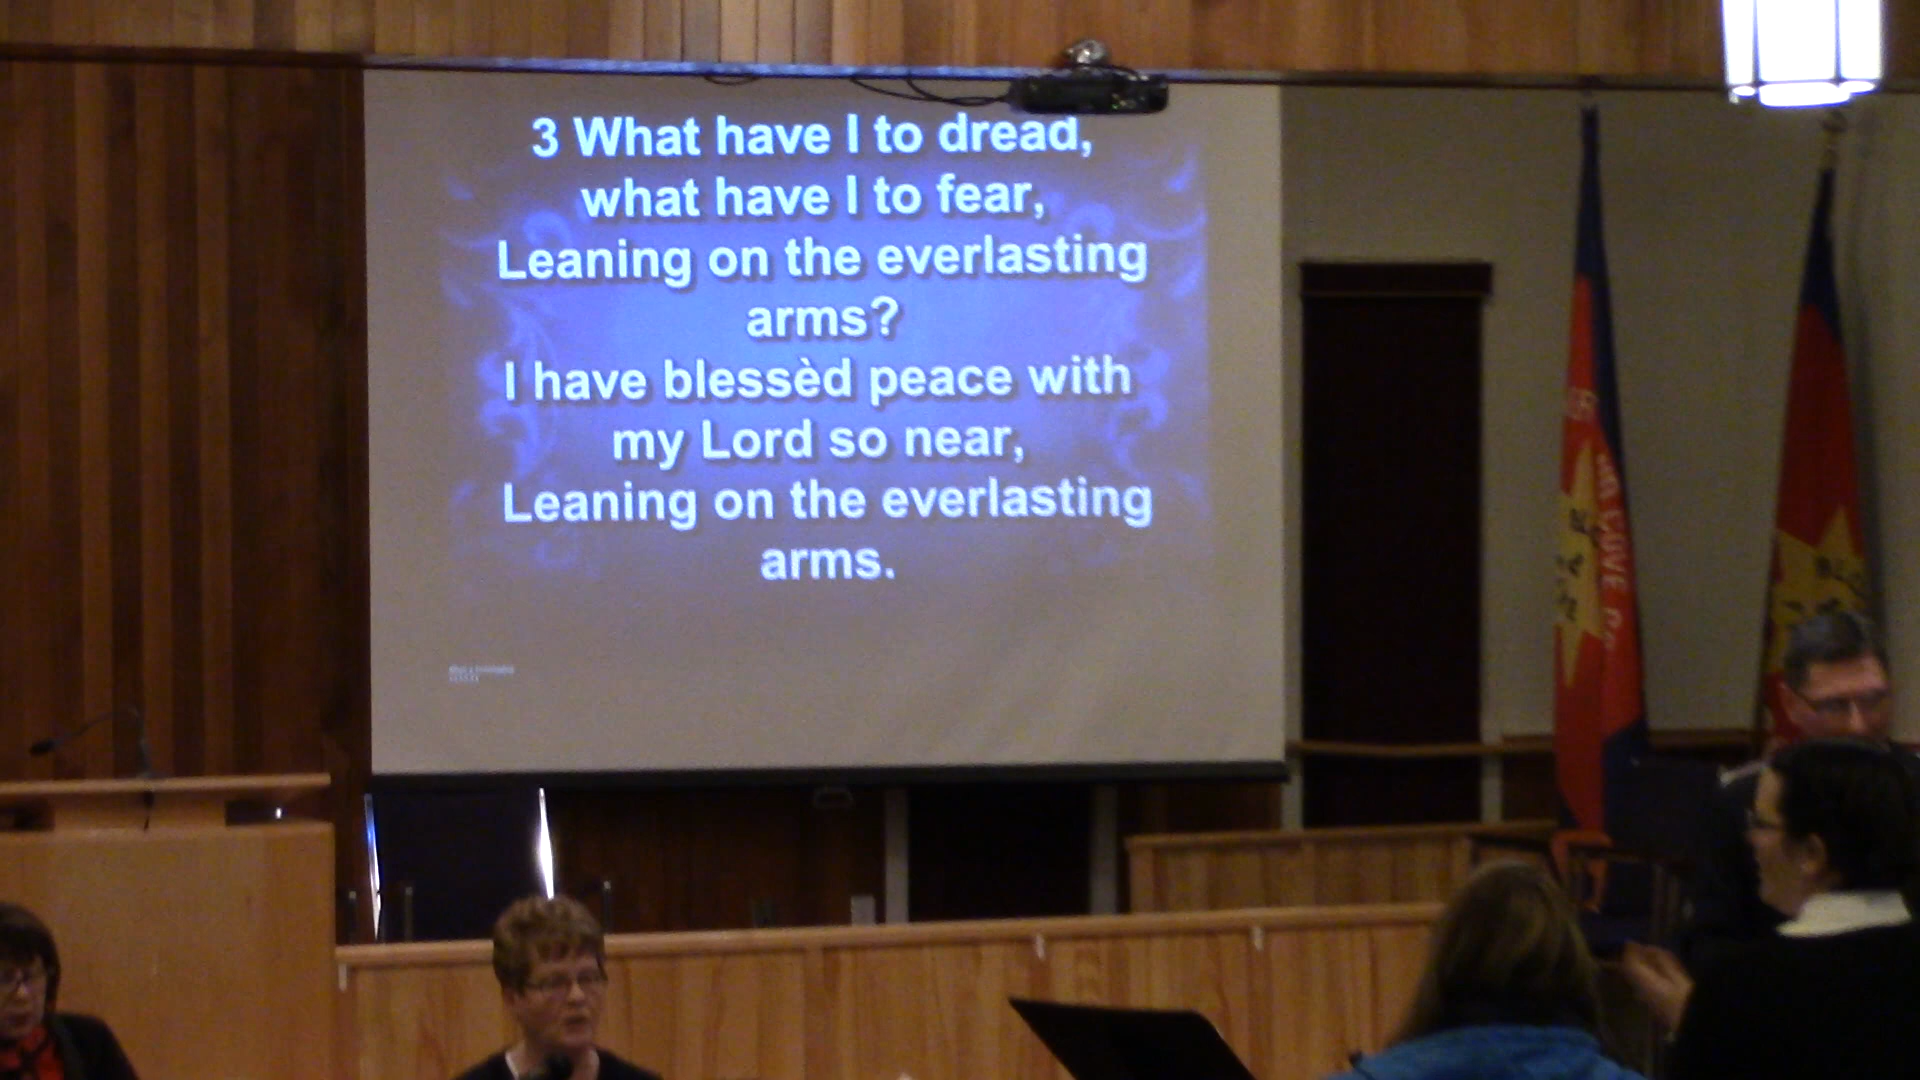 3 What have I to dread,
what have I to fear,
Leaning on the everlasting
arms?
I have blessèd peace with
my Lord so near,
Leaning on the everlasting
arms.